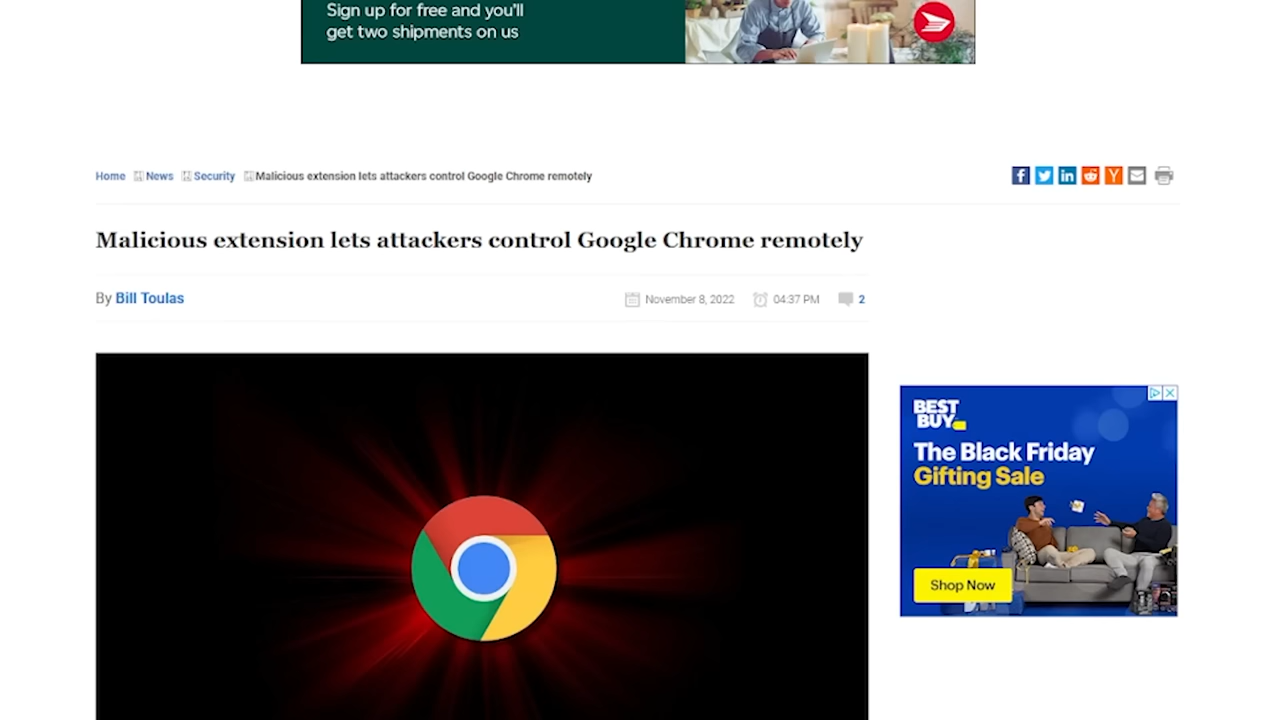 Sign up for free and you'll
get two shipments on us
Home News Security Malicious extension lets attackers control Google Chrome remotely
Malicious extension lets attackers control Google Chrome remotely
By Bill Toulas
November 8, 2022 04:37 PM 2
BEST
BUY
The Black Friday
Gifting Sale
Shop Now